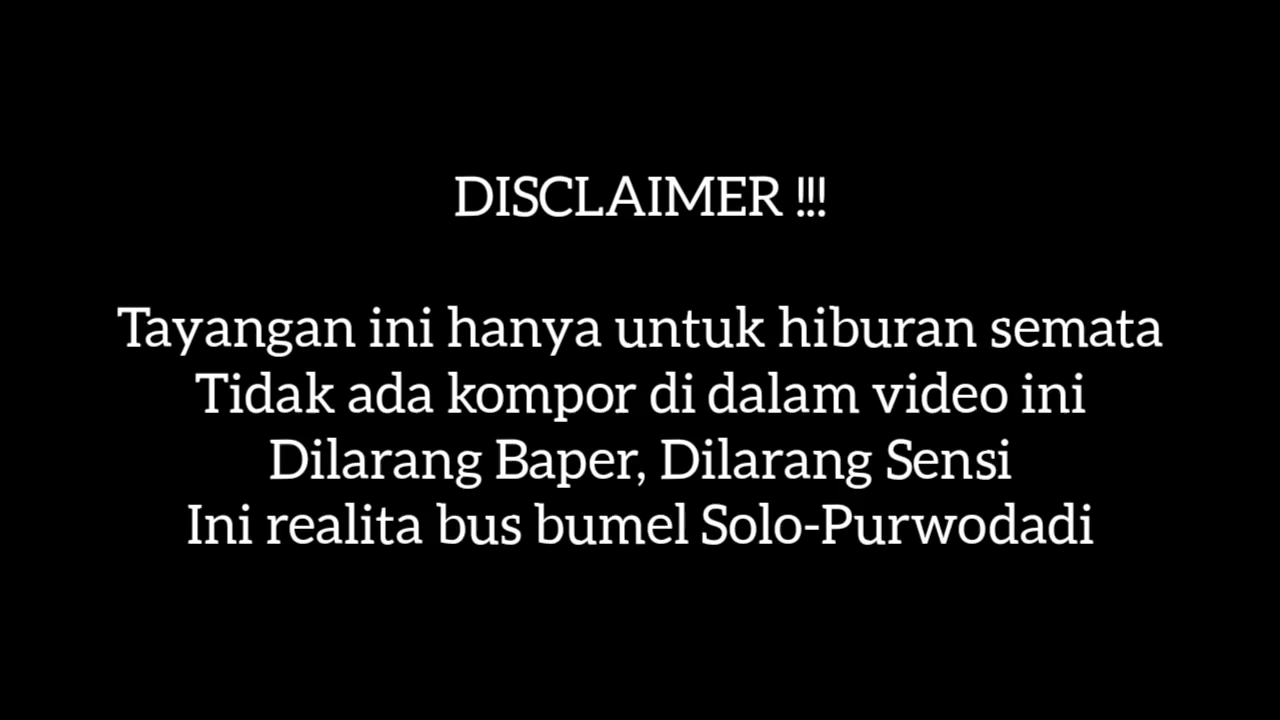 DISCLAIMER !!!
Tayangan ini hanya untuk hiburan semata
Tidak ada kompor di dalam video ini
Dilarang Baper, Dilarang Sensi
Ini realita bus bumel Solo-Purwodadi